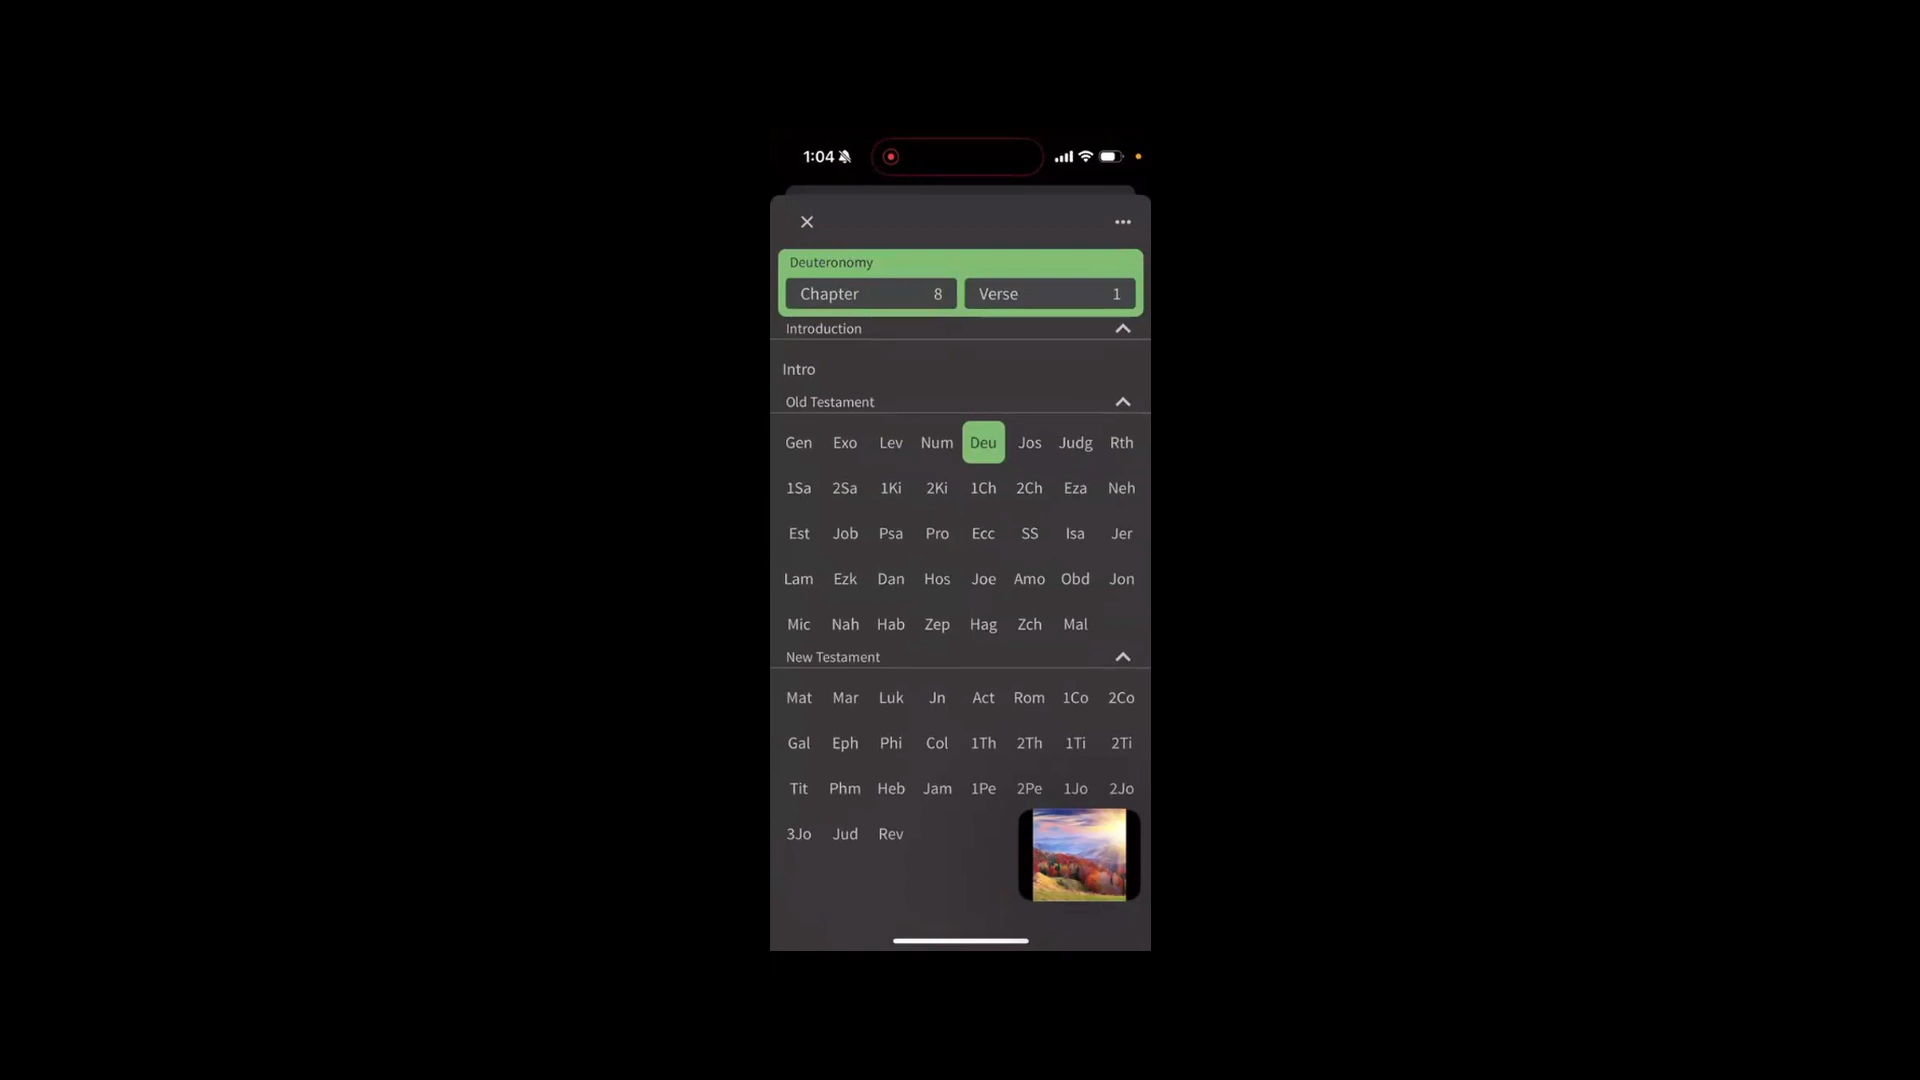 1:04
Deuteronomy
Chapter 8 Verse 1
Introduction
Intro
Old Testament
Gen Exo Lev Num Deu Jos Judg Rth
1Sa 2Sa 1Ki 2Ki 1Ch 2Ch Eza Neh
Est Job Psa Pro Ecc SS Isa Jer
Lam Ezk Dan Hos Joe Amo Obd Jon
Mic Nah Hab Zep Hag Zch Mal
New Testament
Mat Mar Luk Jn Act Rom 1Co 2Co
Gal Eph Phi Col 1Th 2Th 1Ti 2Ti
Tit Phm Heb Jam 1Pe 2Pe 1Jo 2Jo
3Jo Jud Rev